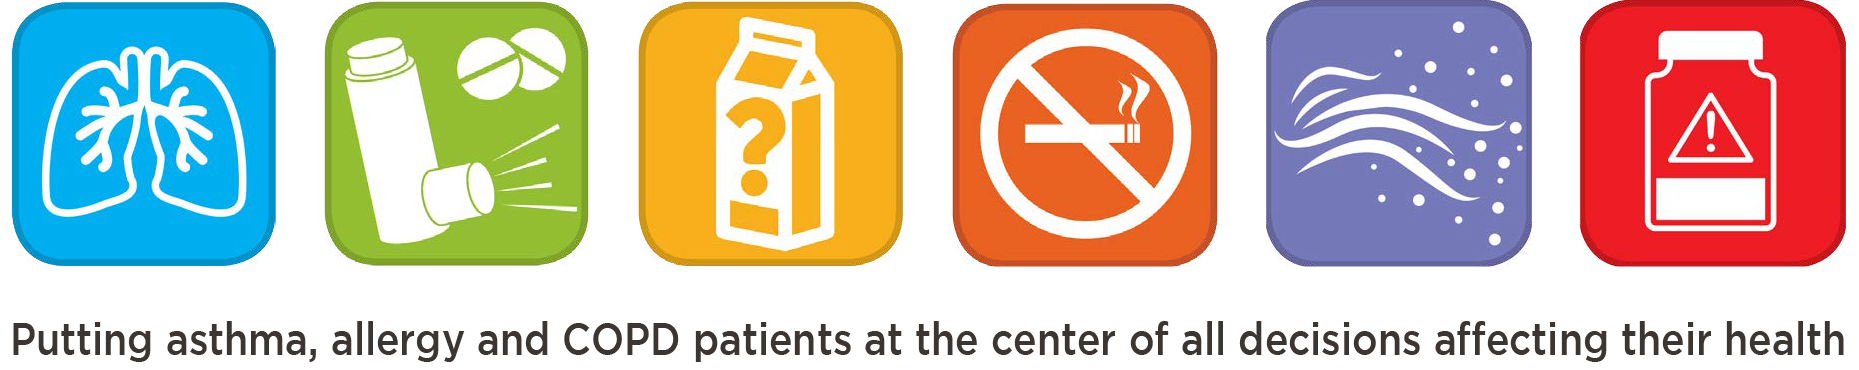 ?
Putting asthma, allergy and COPD patients at the center of all decisions affecting their health